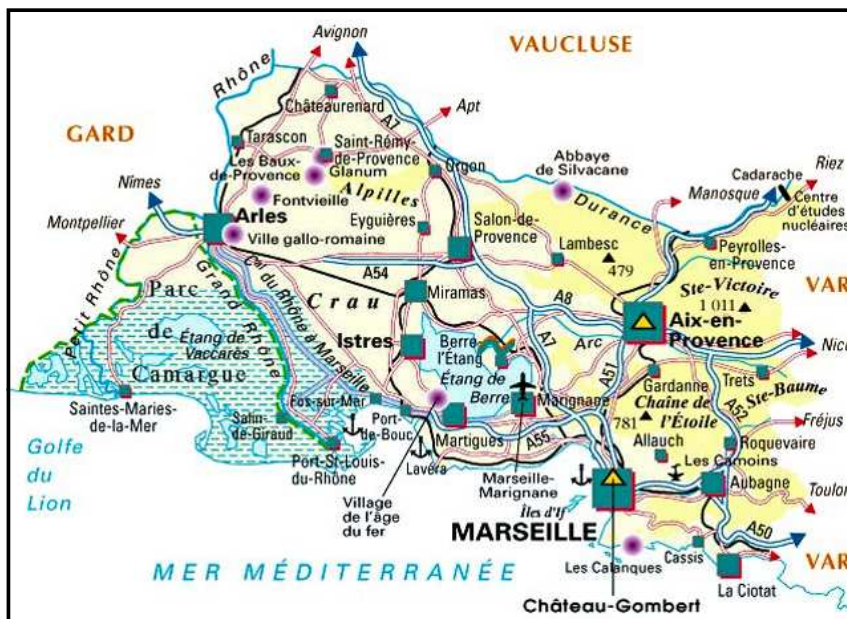 Avignon
VAUCLUSE
Rhône
Châteaurenard
A7
Apt
GARD
Tarascon
Saint-Rémy-
de-Provence
Les Baux-
de-Provence
Glanum
Orgon
Abbaye
de Silvacane
Riez
Cadarache
Manosque
Centre
d'études
nucléaires
Nîmes
Fontvieille
Alpilles
Durance
Montpellier
Arles
Ville gallo-romaine
Eyguières
Salon-de-
Provence
Lambesc
479
Peyrolles-
en-Provence
VAR
Petit Rhône
Grand Rhône
Cal du Rhône à Marseille
A54
Crau
Miramas
A8
Ste-Victoire
1 011
Parc
de
Camargue
Étang de
Vaccarès
Istres
Berre
l'Étang
A7
Arc
Aix-en-
Provence
Nice
Étang de
Berre
A51
Gardanne
Trets
Ste-Baume
Saintes-Maries-
de-la-Mer
Fos-sur-Mer
Port-
de-Bouc
Marignane
Chaîne de
l'Étoile
781
A52
Fréjus
Salin-
de-Giraud
Martigues
A55
Allauch
Roquevaire
Golfe
du
Lion
Port-St-Louis-
du-Rhône
Lavéra
Marseille-
Marignane
Les Camoins
Aubagne
Toulon
Village
de l'âge
du fer
Îles d'If
MARSEILLE
A50
VAR
MER MÉDITERRANÉE
Les Calanques
Cassis
La Ciotat
Château-Gombert